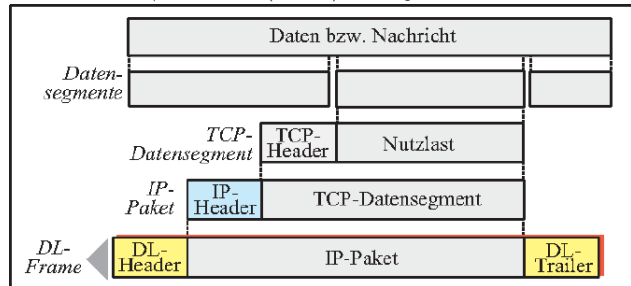 Daten bzw. Nachricht
Daten-
segmente
TCP-
Datensegment
TCP-
Header
Nutzlast
IP-
Paket
IP-
Header
TCP-Datensegment
DL-
Frame
DL-
Header
IP-Paket
DL-
Trailer